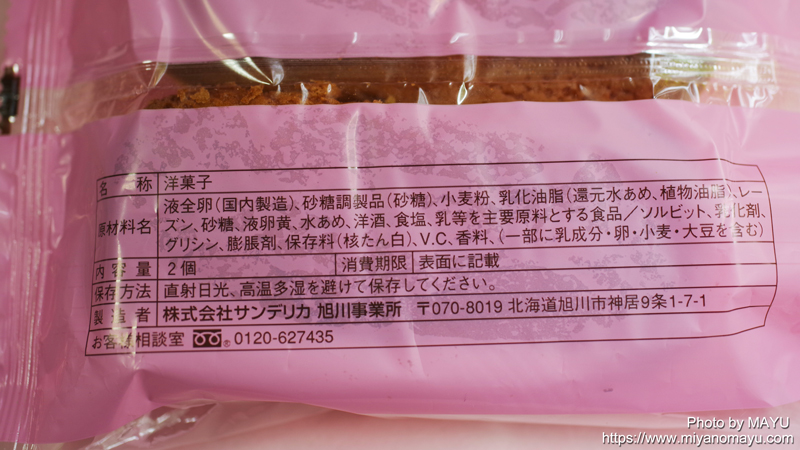 名称 洋菓子
原材料名 液全卵(国内製造)、砂糖調製品(砂糖)、小麦粉、乳化油脂(還元水あめ、植物油脂)、レー
ズン、砂糖、液卵黄、水あめ、洋酒、食塩、乳等を主要原料とする食品/ソルビット、乳化剤、
グリシン、膨脹剤、保存料(核たん白)、V.C、香料、(一部に乳成分・卵・小麦・大豆を含む)
内容量 2個 消費期限 表面に記載
保存方法 直射日光、高温多湿を避けて保存してください。
製造者 株式会社サンデリカ 旭川事業所 〒070-8019 北海道旭川市神居9条1-7-1
お客様相談室 0120-627435
Photo by MAYU
https://www.miyanomayu.com/